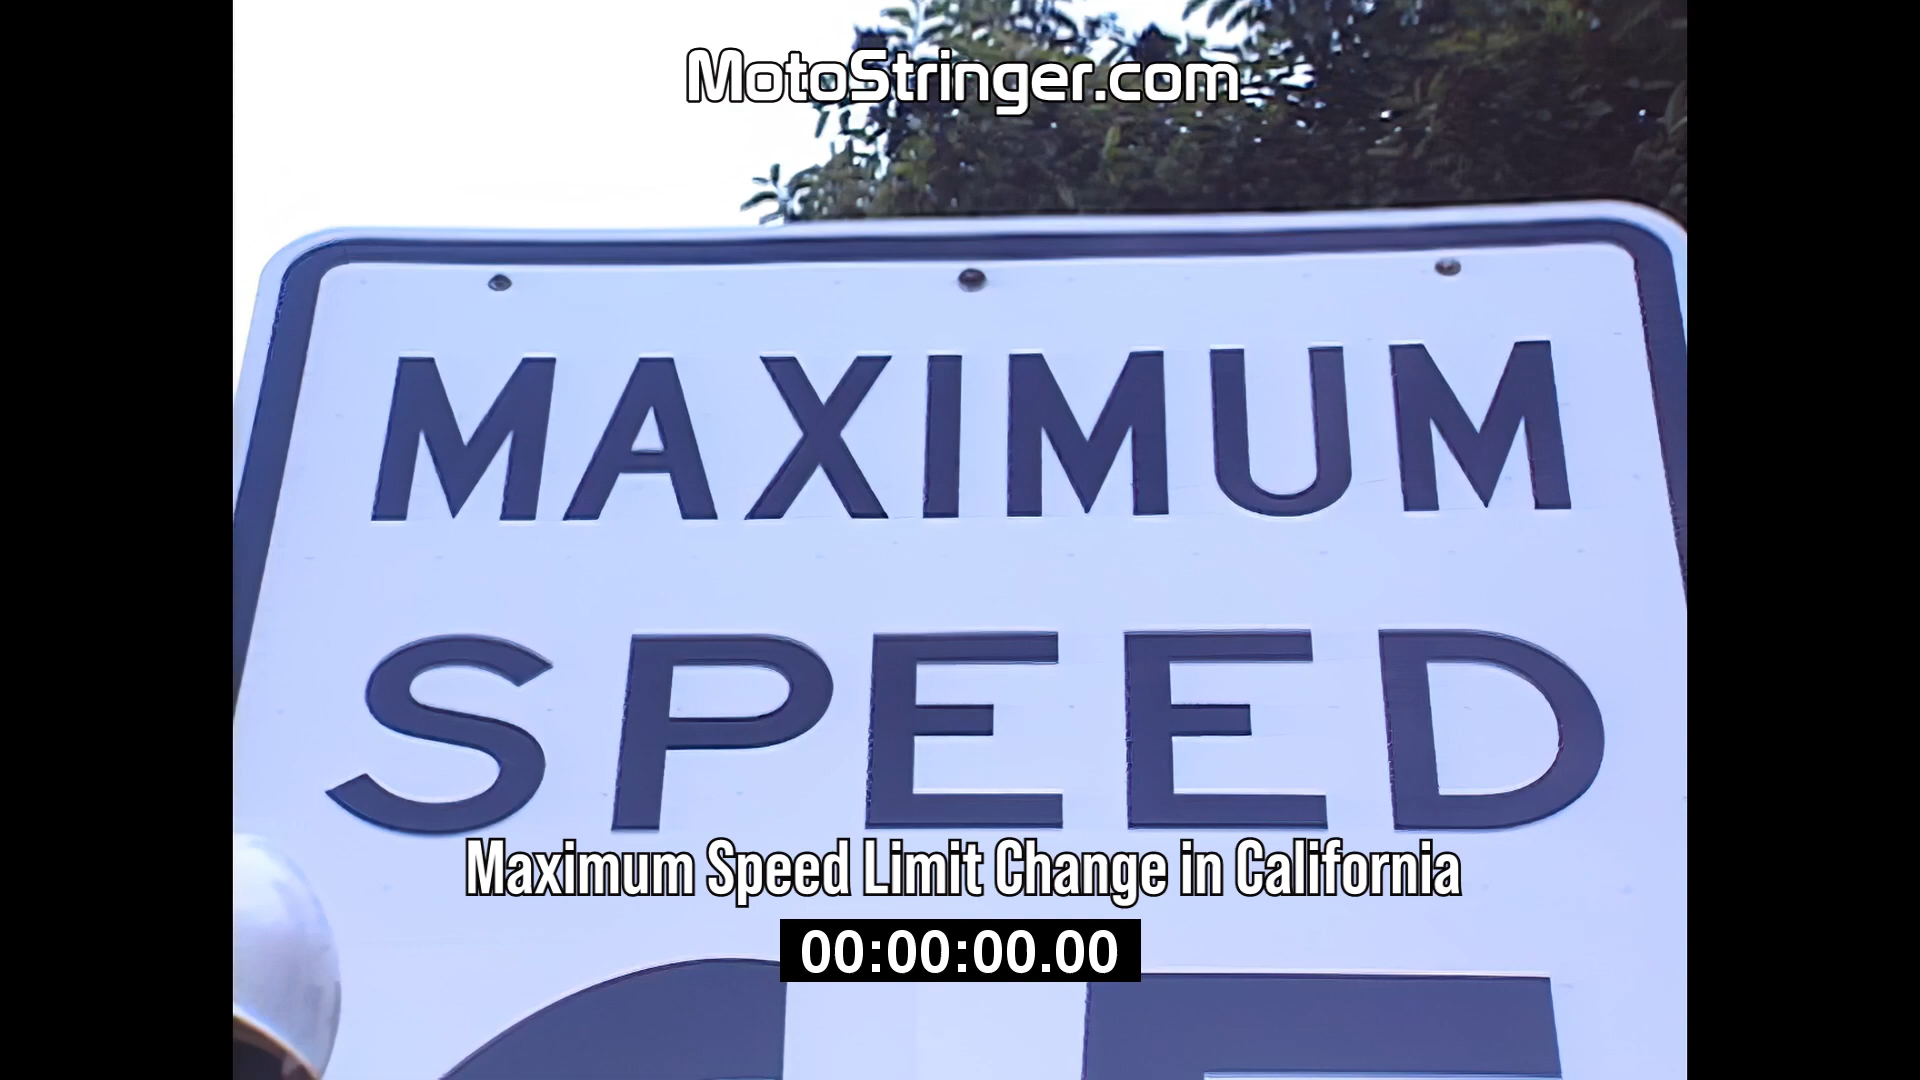 MotoStringer.com
MAXIMUM
SPEED
Maximum Speed Limit Change in California
00:00:00.00